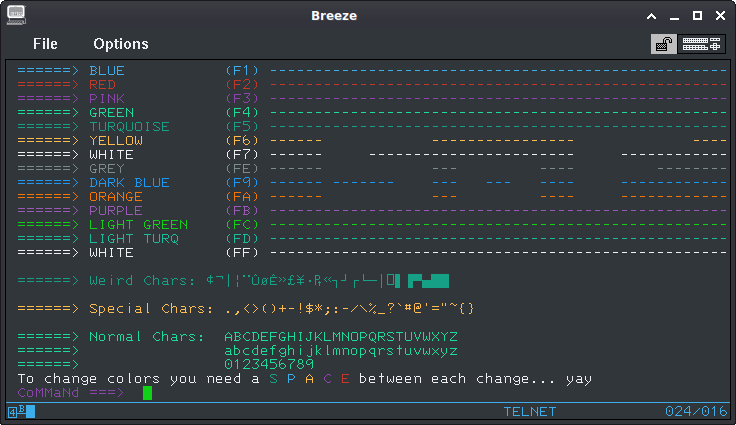 Breeze
File Options
======> BLUE (F1) ----------------------------------------------------
======> RED (F2) ----------------------------------------------------
======> PINK (F3) ----------------------------------------------------
======> GREEN (F4) ----------------------------------------------------
======> TURQUOISE (F5) ----------------------------------------------------
======> YELLOW (F6) ------ ---------------- ----
======> WHITE (F7) ------ ---------------------- ------------
======> GREY (FE) ------ --- ---- ------------
======> DARK BLUE (F9) ------ ------- --- --- ---- ------------
======> ORANGE (FA) ------ --- ---- ------------
======> PURPLE (FB) ----------------------------------------------------
======> LIGHT GREEN (FC) ----------------------------------------------------
======> LIGHT TURQ (FD) ----------------------------------------------------
======> WHITE (FF) ----------------------------------------------------
======> Weird Chars:
======> Special Chars: .,<>()+-!$*;:-/\%_?`#@'="~{}
======> Normal Chars: ABCDEFGHIJKLMNOPQRSTUVWXYZ
======> abcdefghijklmnopqrstuvwxyz
======> 0123456789
To change colors you need a S P A C E between each change... yay
CoMMaNd ===>
4 B TELNET 024/016